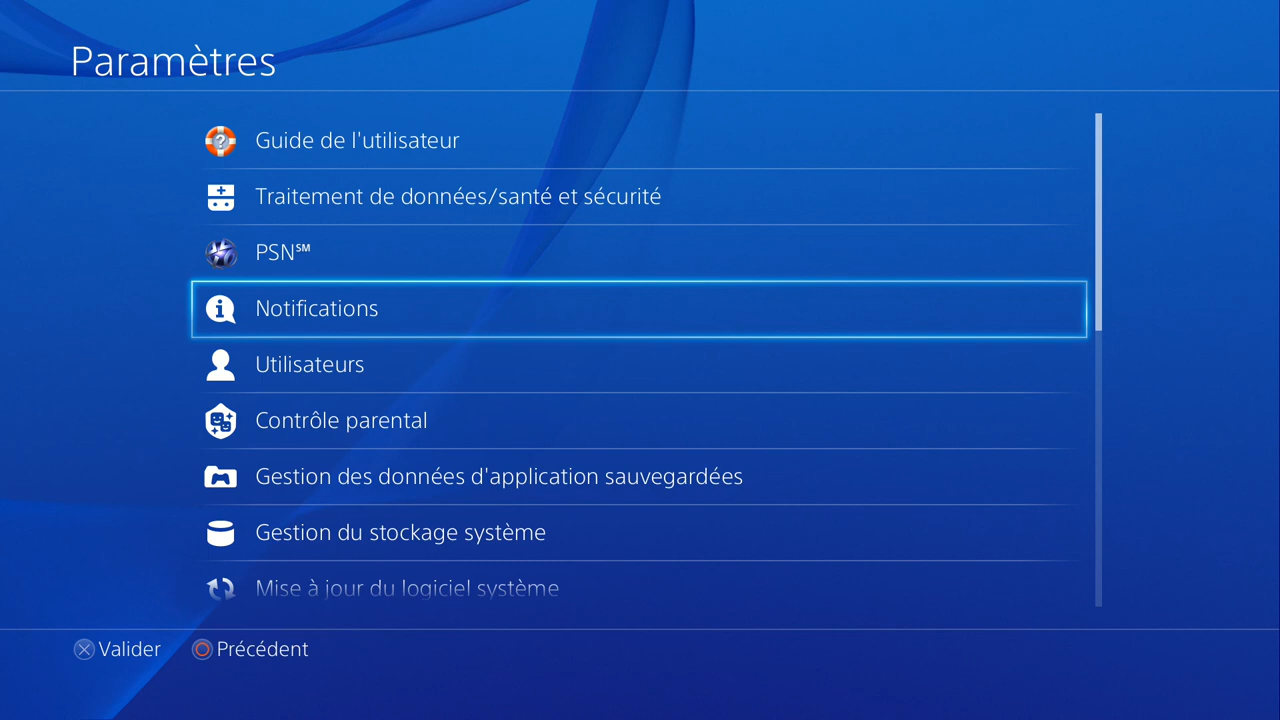 Paramètres
Guide de l'utilisateur
Traitement de données/santé et sécurité
PSN℠
Notifications
Utilisateurs
Contrôle parental
Gestion des données d'application sauvegardées
Gestion du stockage système
Mise à jour du logiciel système
Valider Précédent